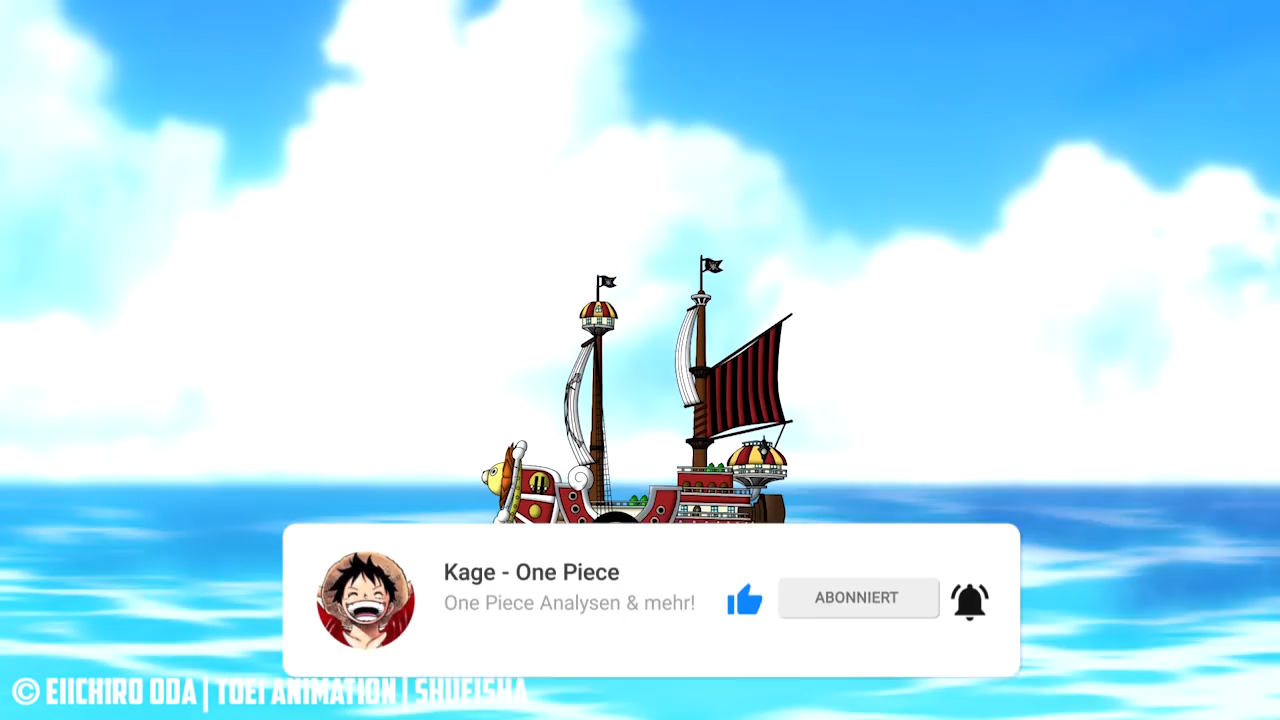 Kage - One Piece
One Piece Analysen & mehr!
ABONNIERT
© EIICHIRO ODA | TOEI ANIMATION | SHUEISHA